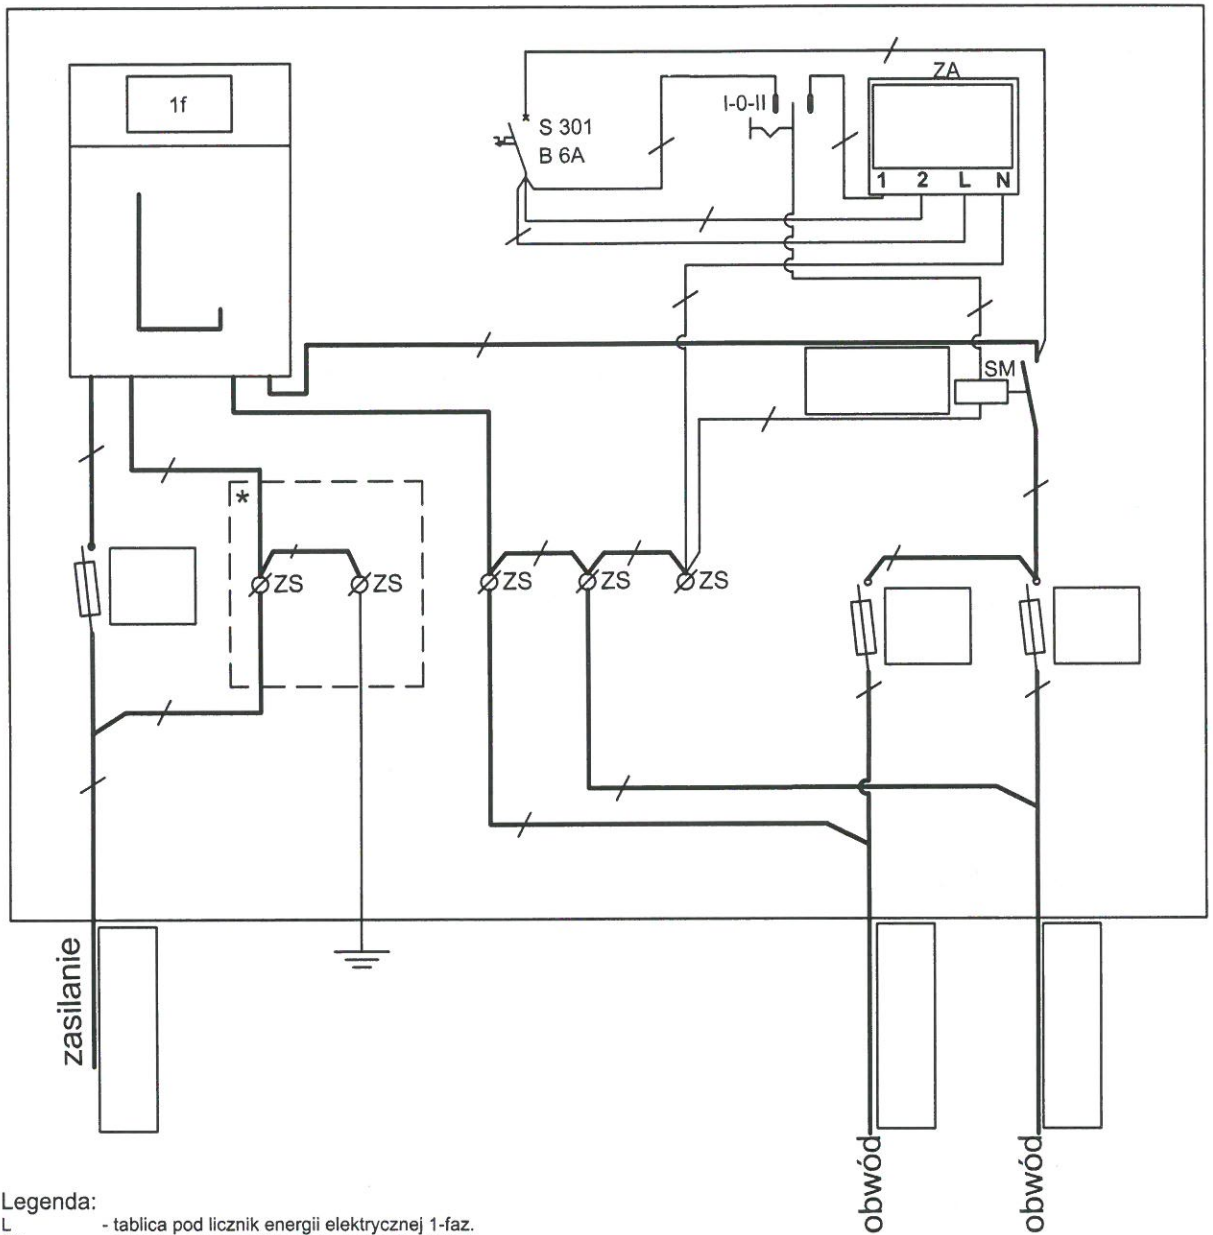 1f
S 301
B 6A
I-0-II
ZA
1 2 L N
SM
*
ZS ZS ZS ZS ZS
zasilanie
obwód
obwód
Legenda:
L - tablica pod licznik energii elektrycznej 1-faz.